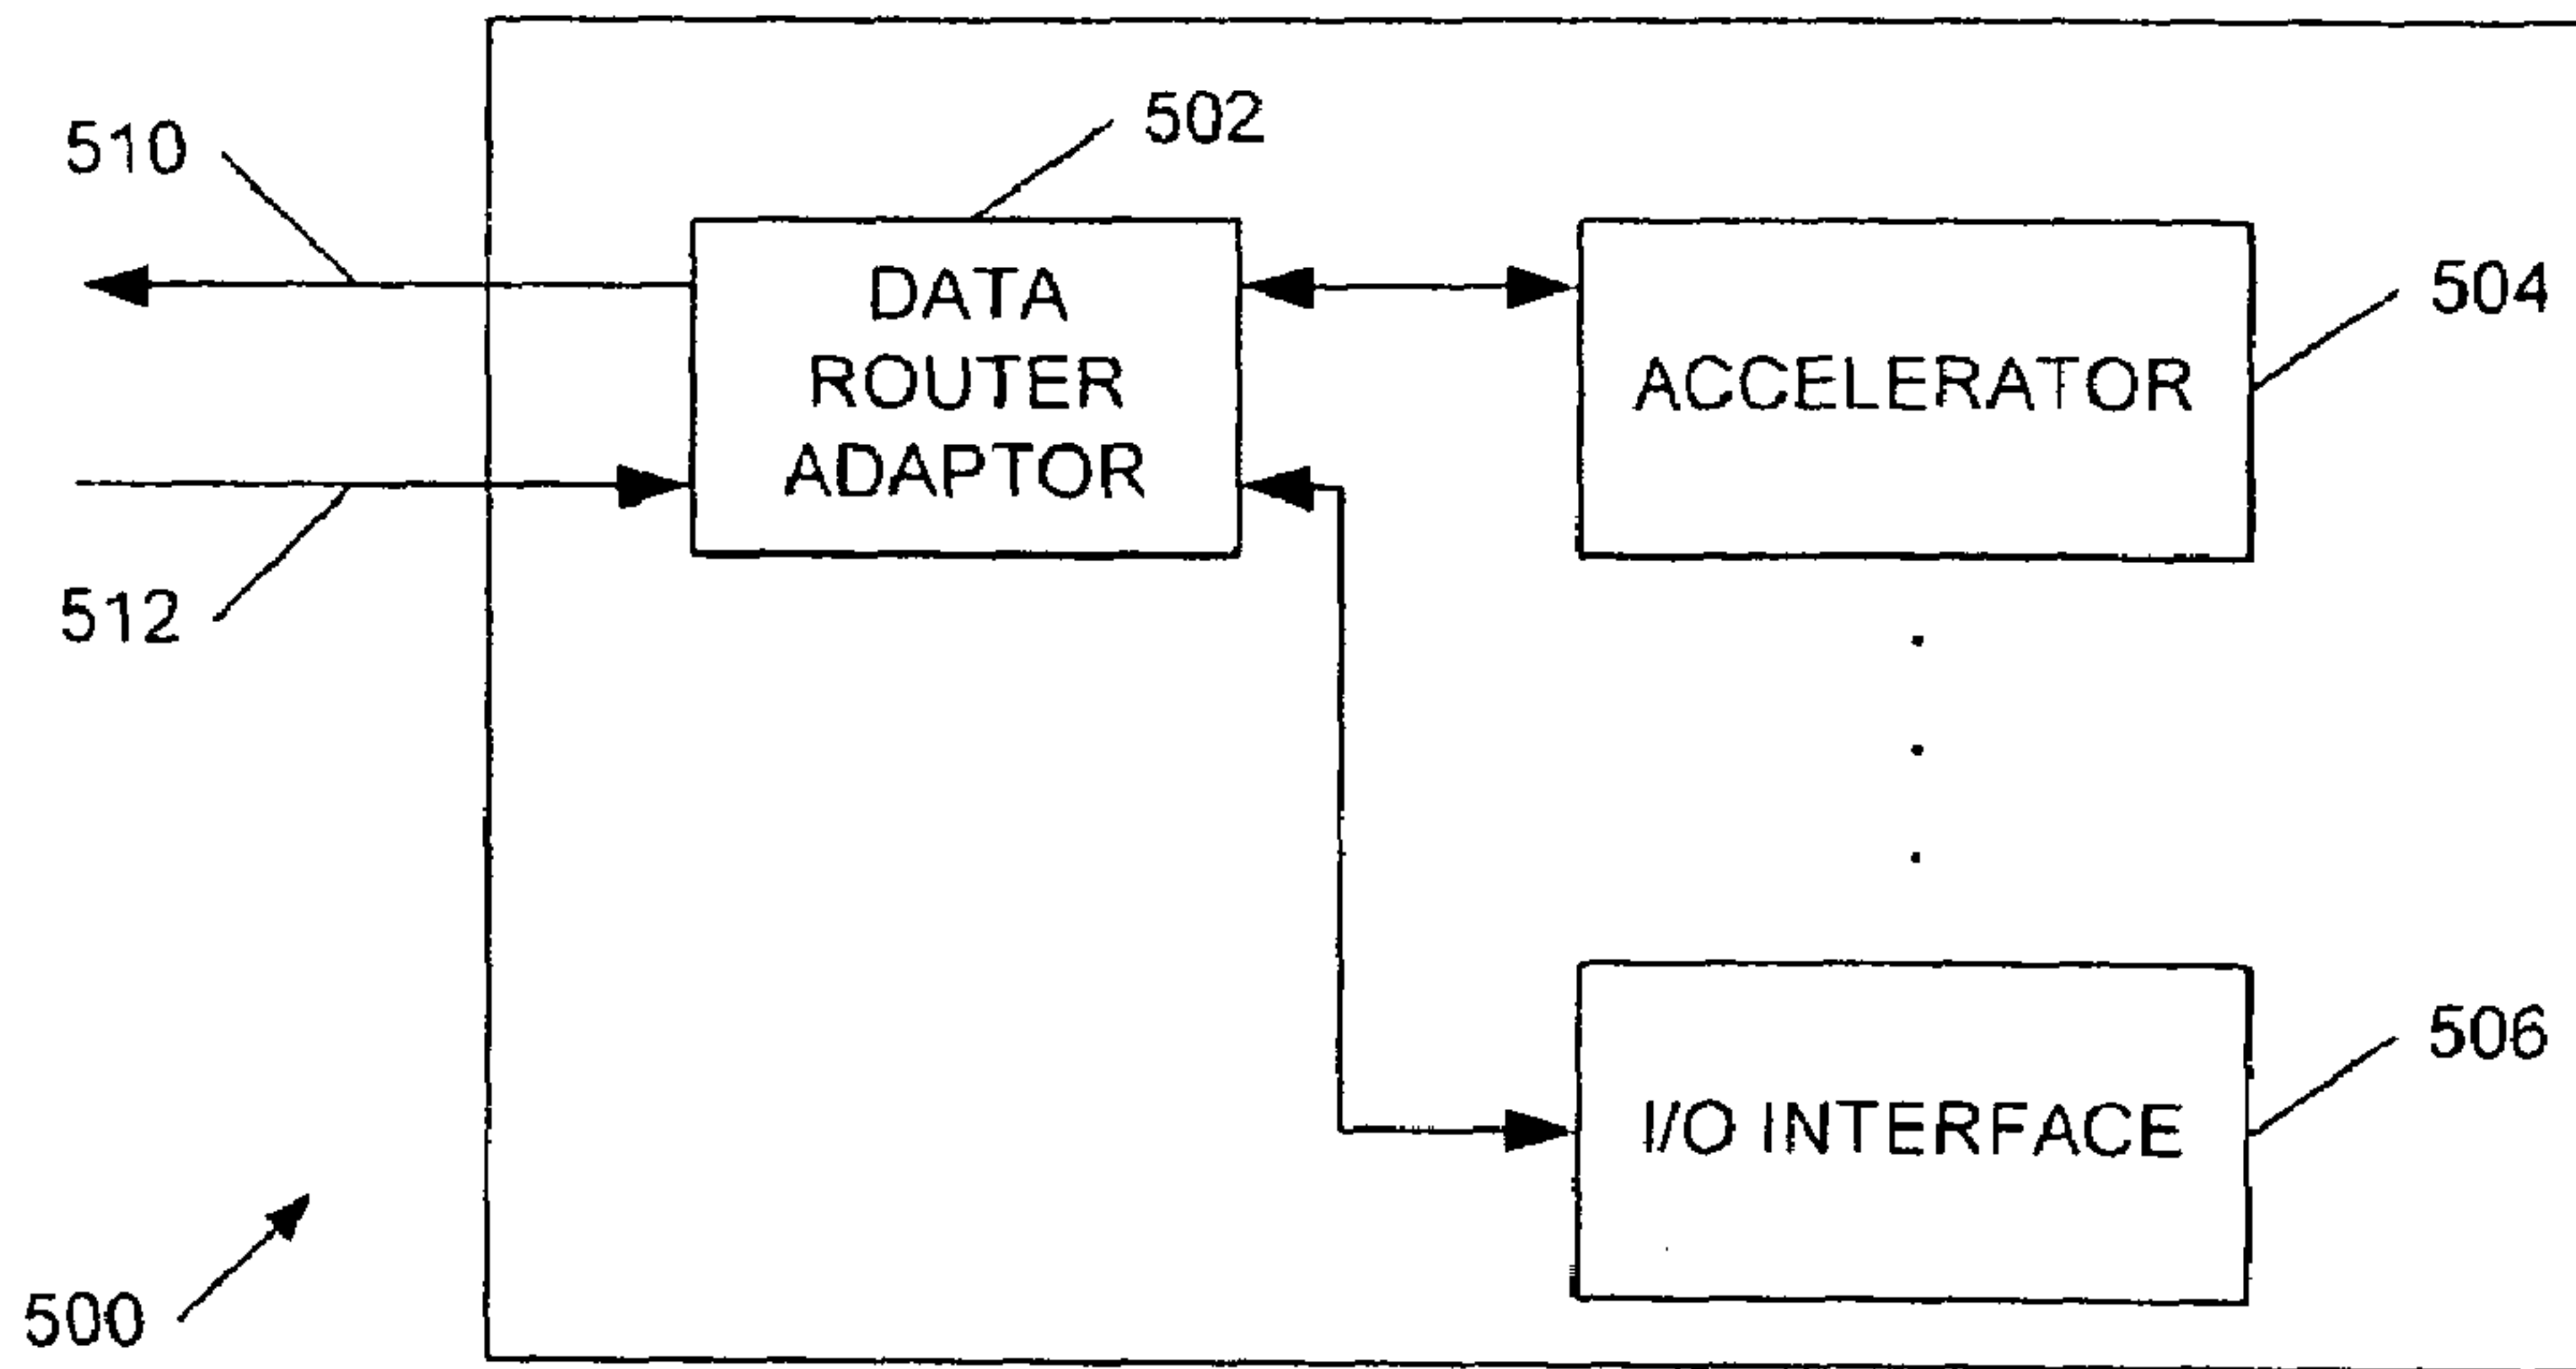 502
510
DATA
ROUTER
ADAPTOR
ACCELERATOR
504
512
I/O INTERFACE
506
500